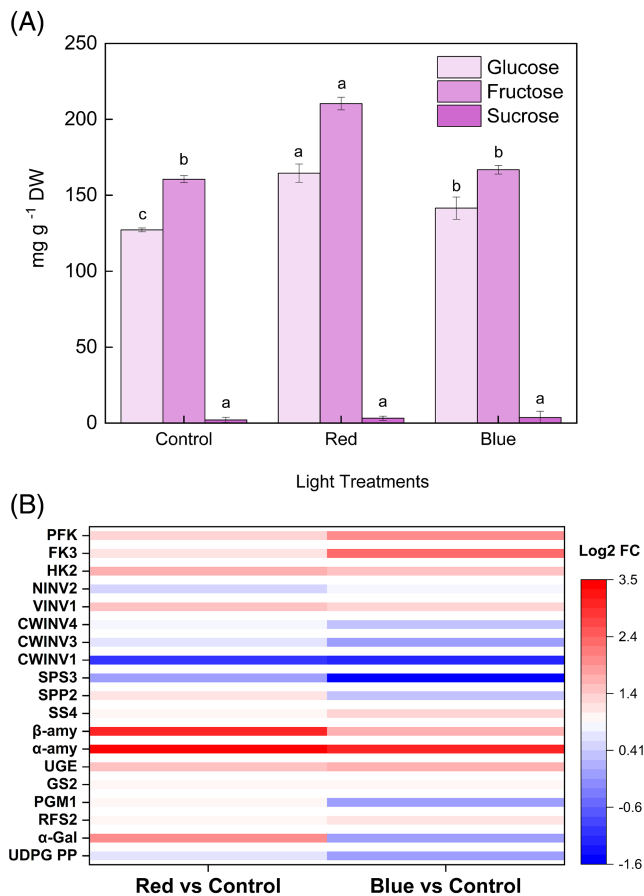 (A)
250
200
150
100
50
0
mg g⁻¹ DW
Glucose
Fructose
Sucrose
c b a
a a a
b b a
Control Red Blue
Light Treatments
(B)
PFK
FK3
HK2
NINV2
VINV1
CWINV4
CWINV3
CWINV1
SPS3
SPP2
SS4
β-amy
α-amy
UGE
GS2
PGM1
RFS2
α-Gal
UDPG PP
Red vs Control Blue vs Control
Log2 FC
3.5
2.4
1.4
0.41
-0.6
-1.6